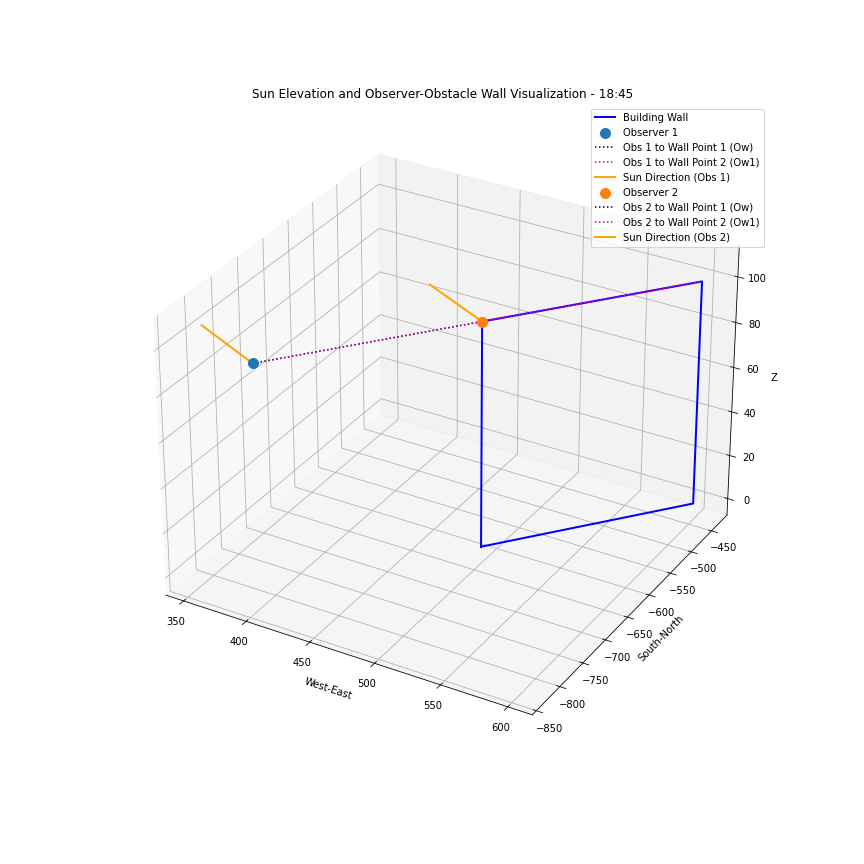 Sun Elevation and Observer-Obstacle Wall Visualization - 18:45
Building Wall
Observer 1
Obs 1 to Wall Point 1 (Ow)
Obs 1 to Wall Point 2 (Ow1)
Sun Direction (Obs 1)
Observer 2
Obs 2 to Wall Point 1 (Ow)
Obs 2 to Wall Point 2 (Ow1)
Sun Direction (Obs 2)
100
80
60
Z
40
20
0
−450
−500
−550
−600
−650
−700
−750
−800
−850
South-North
350
400
450
500
550
600
West-East